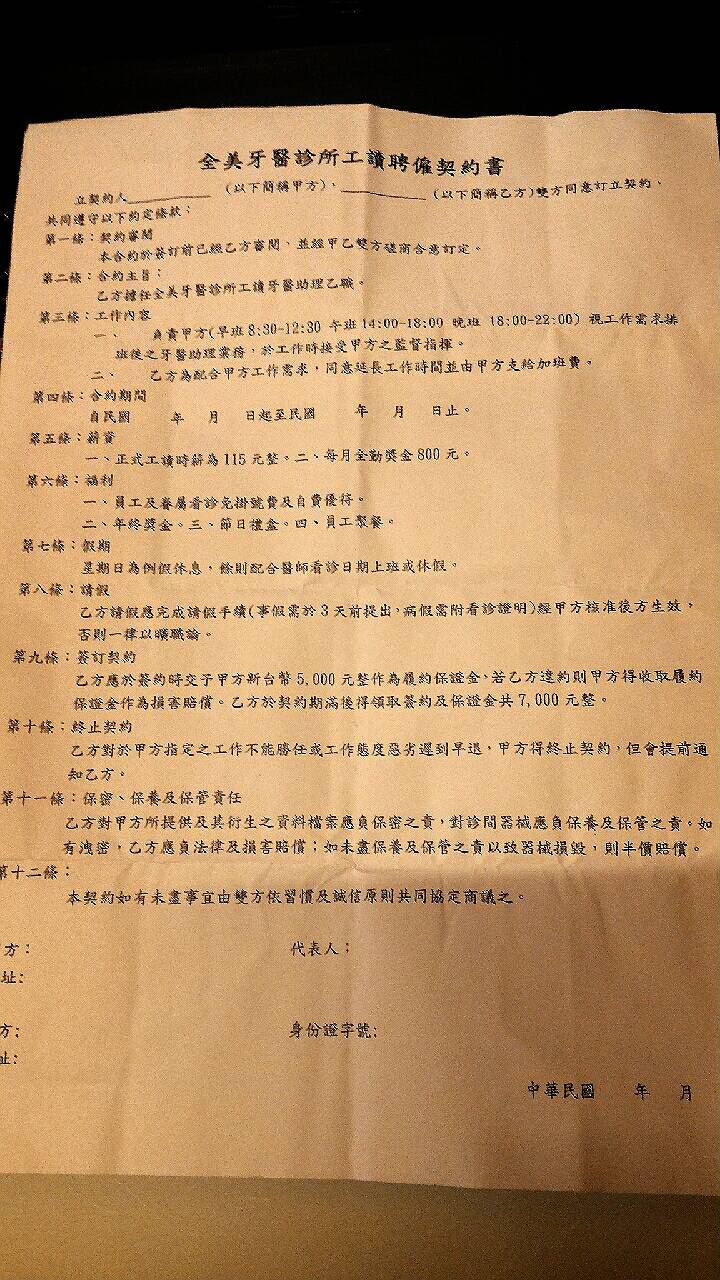 全美牙醫診所工讀聘僱契約書
立契約人__________ (以下簡稱甲方)，__________ (以下簡稱乙方)雙方同意訂立契約、
共同遵守以下約定條款：
第一條：契約審閱
本合約於簽訂前已經乙方審閱、並經甲乙雙方磋商合意訂定。
第二條：合約主旨：
乙方擔任全美牙醫診所工讀牙醫助理乙職。
第三條：工作內容
一、 負責甲方(早班8:30-12:30 午班14:00-18:00 晚班 18:00-22:00) 視工作需求排
班後之牙醫助理業務，於工作時接受甲方之監督指揮。
二、 乙方為配合甲方工作需求，同意延長工作時間並由甲方支給加班費。
第四條：合約期間
自民國 年 月 日起至民國 年 月 日止。
第五條：薪資
一、正式工讀時薪為115元整。二、每月全勤獎金800元。
第六條：福利
一、員工及眷屬看診免掛號費及自費優待。
二、年終獎金。三、節日禮盒。四、員工聚餐。
第七條：假期
星期日為例假休息，餘則配合醫師看診日期上班或休假。
第八條：請假
乙方請假應完成請假手續(事假需於3天前提出，病假需附看診證明)經甲方核准後方生效，
否則一律以曠職論。
第九條：簽訂契約
乙方應於簽約時交予甲方新台幣5,000元整作為履約保證金、若乙方違約則甲方得收取履約
保證金作為損害賠償。乙方於契約期滿後得領取簽約及保證金共7,000元整。
第十條：終止契約
乙方對於甲方指定之工作不能勝任或工作態度惡劣遲到早退，甲方得終止契約，但會提前通
知乙方。
第十一條：保密、保養及保管責任
乙方對甲方所提供及其衍生之資料檔案應負保密之責，對診間器械應負保養及保管之責。如
有洩密，乙方應負法律及損害賠償；如未盡保養及保管之責以致器械損毀，則半價賠償。
第十二條：
本契約如有未盡事宜由雙方依習慣及誠信原則共同協定商議之。
方： 代表人：
址：
方： 身份證字號：
址：
中華民國 年 月